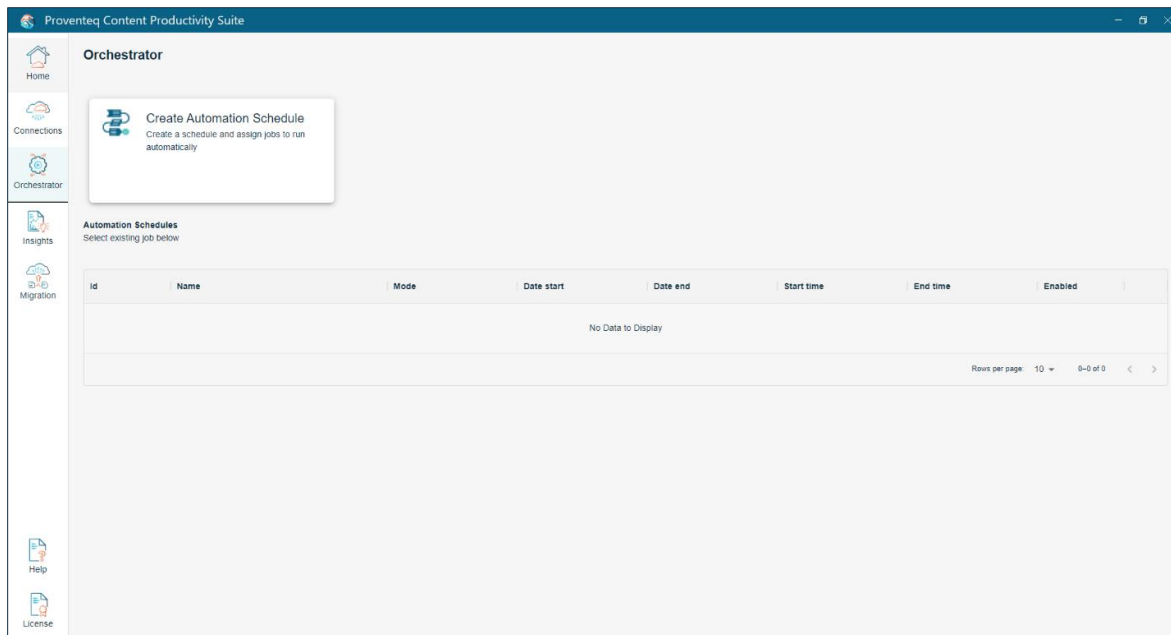 Proventeq Content Productivity Suite
Home
Connections
Orchestrator
Insights
Migration
Help
License
Orchestrator
Create Automation Schedule
Create a schedule and assign jobs to run
automatically
Automation Schedules
Select existing job below
Id Name Mode Date start Date end Start time End time Enabled
No Data to Display
Rows per page: 10 0–0 of 0